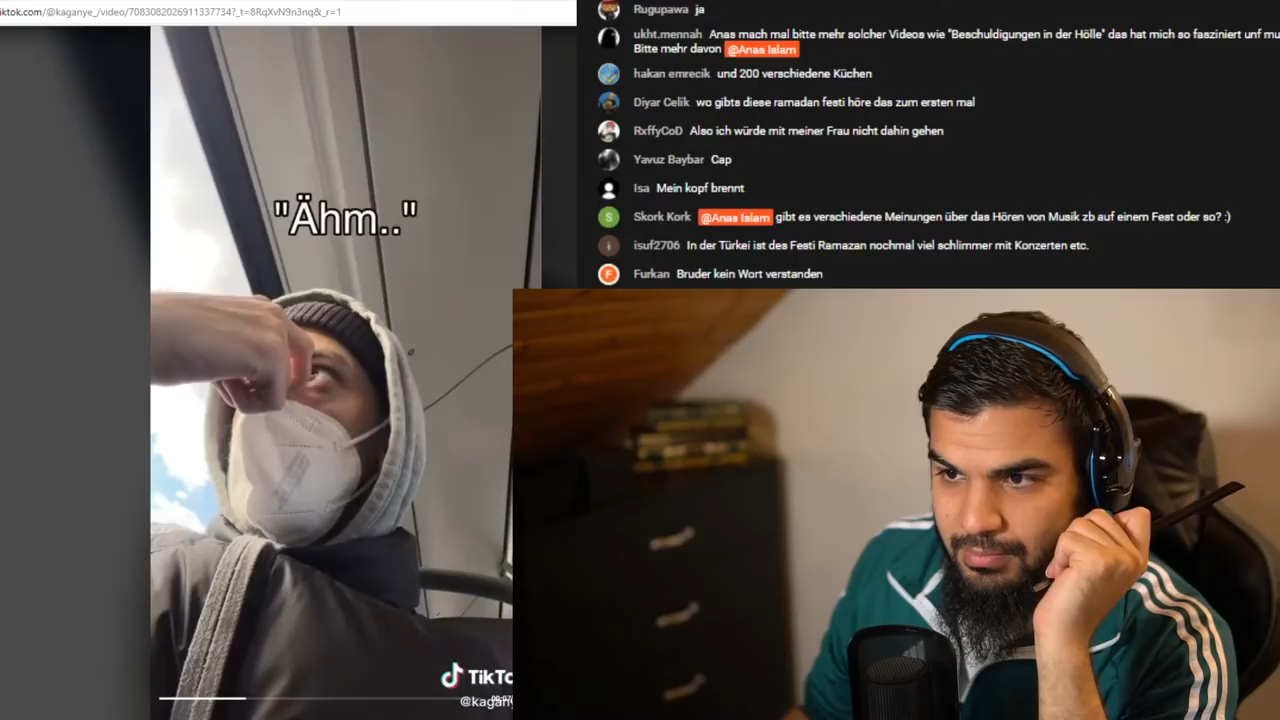 tiktok.com/@kaganye_/video/7083082026911337734?_t=8RqXvN9n3nq&_r=1
Rugupawa ja
ukht.mennah Anas mach mal bitte mehr solcher Videos wie "Beschuldigungen in der Hölle" das hat mich so fasziniert unf
Bitte mehr davon @Anas Islam
hakan emrecik und 200 verschiedene Küchen
Diyar Celik wo gibts diese ramadan festi höre das zum ersten mal
RxffyCoD Also ich würde mit meiner Frau nicht dahin gehen
Yavuz Baybar Cap
Isa Mein kopf brennt
S Skork Kork @Anas Islam gibt es verschiedene Meinungen über das Hören von Musik zb auf einem Fest oder so? :)
i isuf2706 In der Türkei ist des Festi Ramazan nochmal viel schlimmer mit Konzerten etc.
F Furkan Bruder kein Wort verstanden
"Ähm.."
TikTo